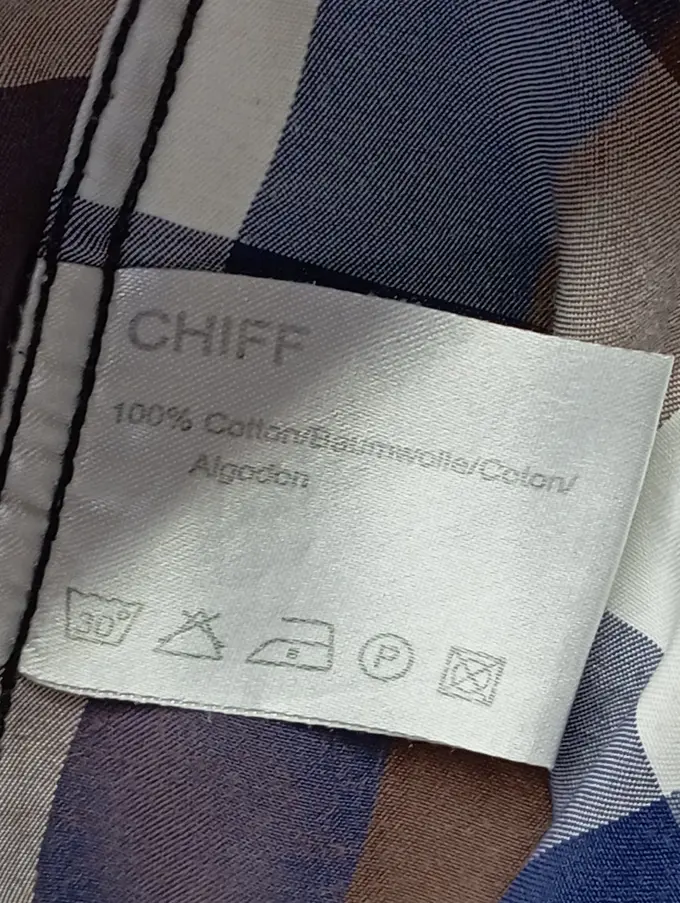 CHIFF
100% Cotton/Baumwolle/Coton/
Algodon
30°
P